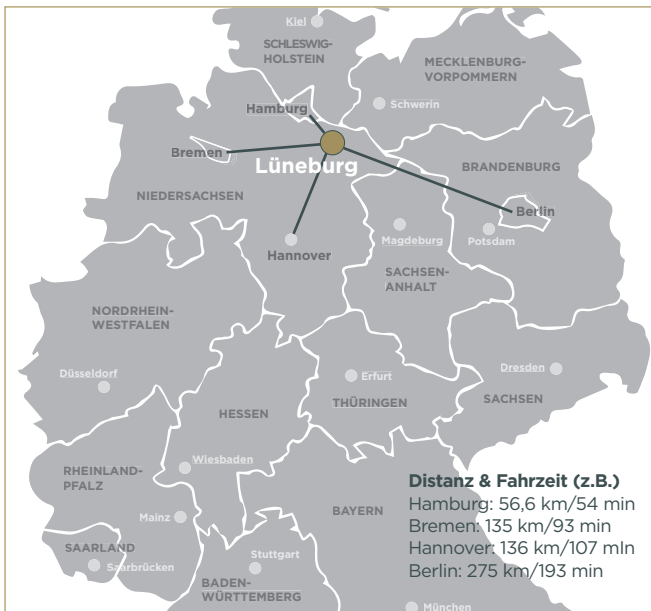 Kiel
SCHLESWIG-
HOLSTEIN
MECKLENBURG-
VORPOMMERN
Schwerin
Hamburg
Bremen
Lüneburg
BRANDENBURG
NIEDERSACHSEN
Berlin
Potsdam
Magdeburg
Hannover
SACHSEN-
ANHALT
NORDRHEIN-
WESTFALEN
Düsseldorf
Erfurt
Dresden
HESSEN
THÜRINGEN
SACHSEN
Wiesbaden
RHEINLAND-
PFALZ
Mainz
BAYERN
SAARLAND
Saarbrücken
Stuttgart
BADEN-
WÜRTTEMBERG
München
Distanz & Fahrzeit (z.B.)
Hamburg: 56,6 km/54 min
Bremen: 135 km/93 min
Hannover: 136 km/107 mln
Berlin: 275 km/193 min